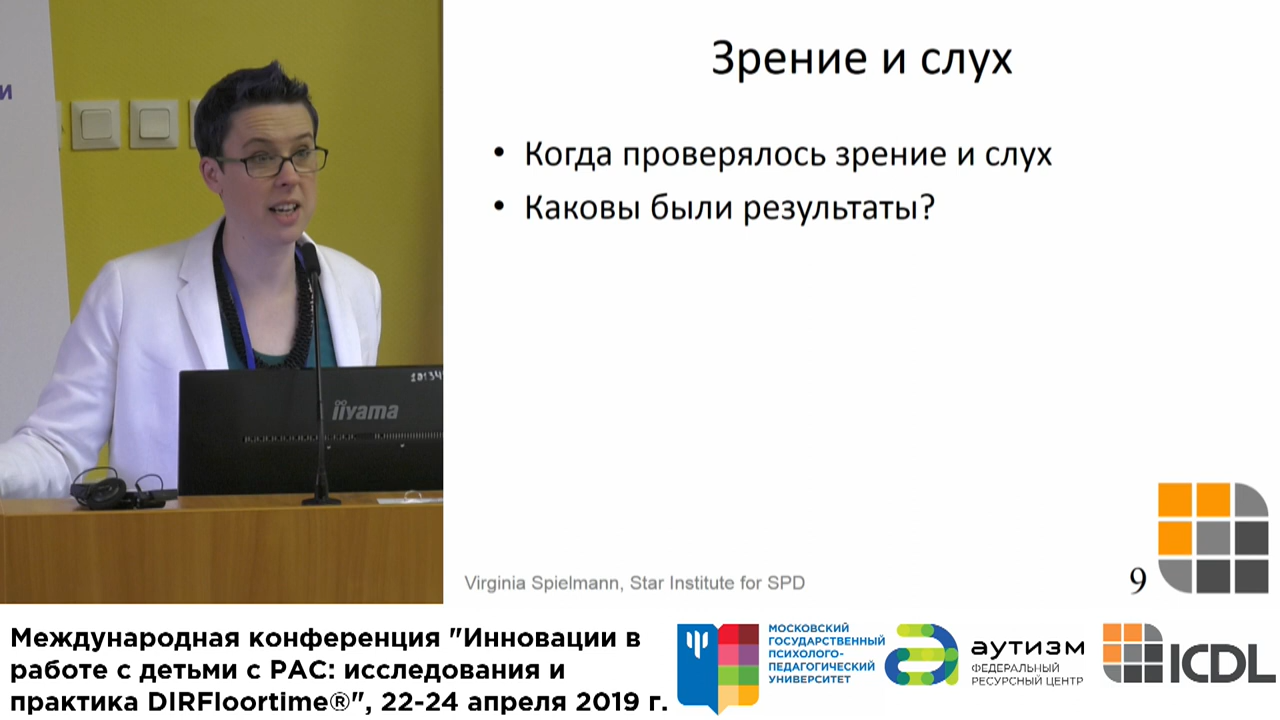 и
Зрение и слух
• Когда проверялось зрение и слух
• Каковы были результаты?
iiyama
Virginia Spielmann, Star Institute for SPD
9
Международная конференция "Инновации в
работе с детьми с РАС: исследования и
практика DIRFloortime®", 22-24 апреля 2019 г.
МОСКОВСКИЙ
ГОСУДАРСТВЕННЫЙ
ПСИХОЛОГО-
ПЕДАГОГИЧЕСКИЙ
УНИВЕРСИТЕТ
аутизм
ФЕДЕРАЛЬНЫЙ
РЕСУРСНЫЙ ЦЕНТР
ICDL